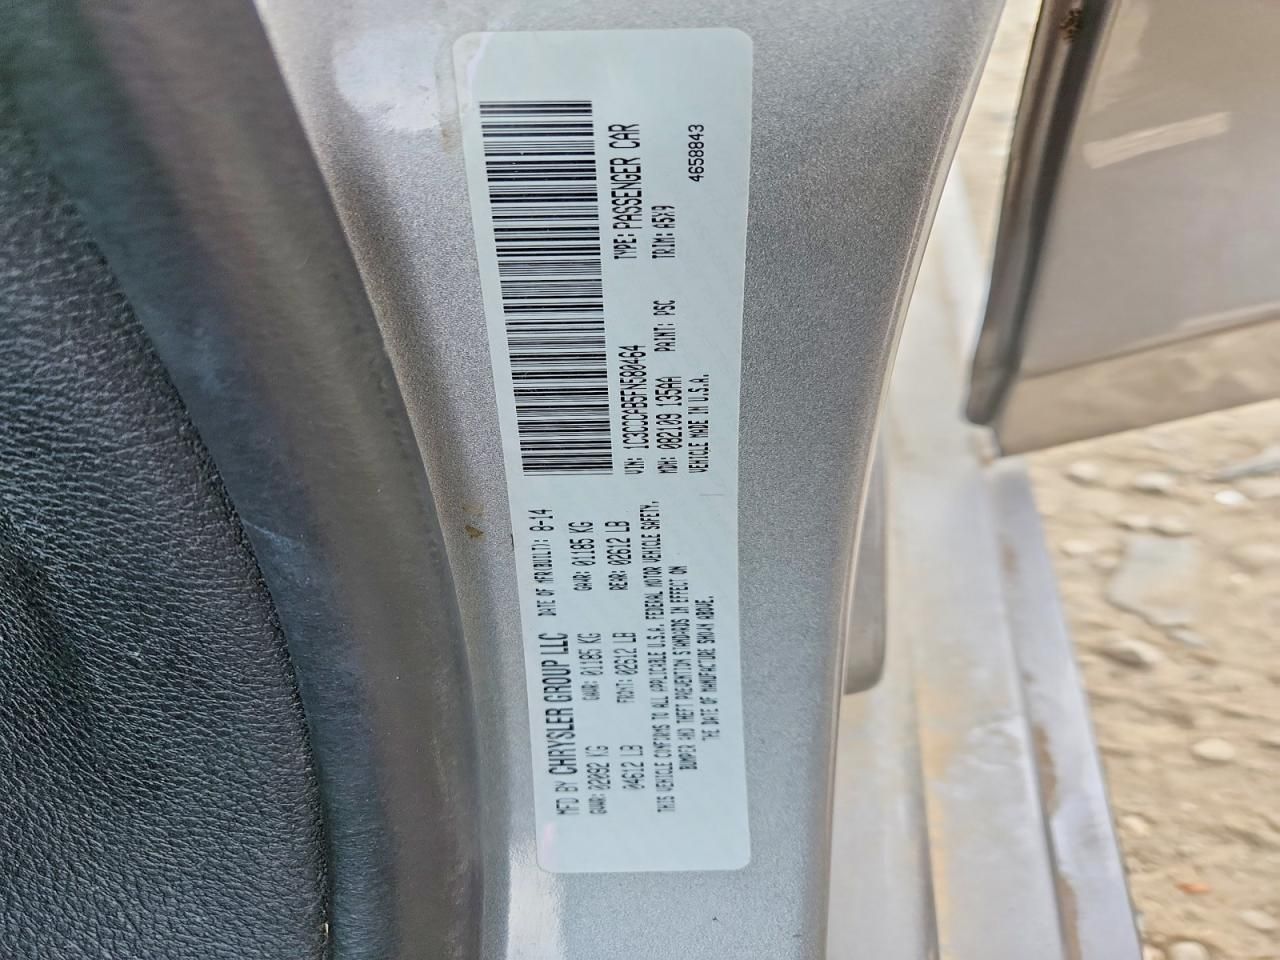 MFD BY CHRYSLER GROUP LLC DATE OF MFR(BUILT): 8-14
GVWR: 02092 KG GAWR: 01185 KG GAWR: 01185 KG
04612 LB FRONT: 02612 LB REAR: 02612 LB
THIS VEHICLE CONFORMS TO ALL APPLICABLE U.S.A. FEDERAL MOTOR VEHICLE SAFETY,
BUMPER AND THEFT PREVENTION STANDARDS IN EFFECT ON
THE DATE OF MANUFACTURE SHOWN ABOVE.
VIN: 1C3CCCAB5FN580464 TYPE: PASSENGER CAR
MDH: 082109 135AA PAINT: PSC TRIM: A5X9
VEHICLE MADE IN U.S.A. 4658843